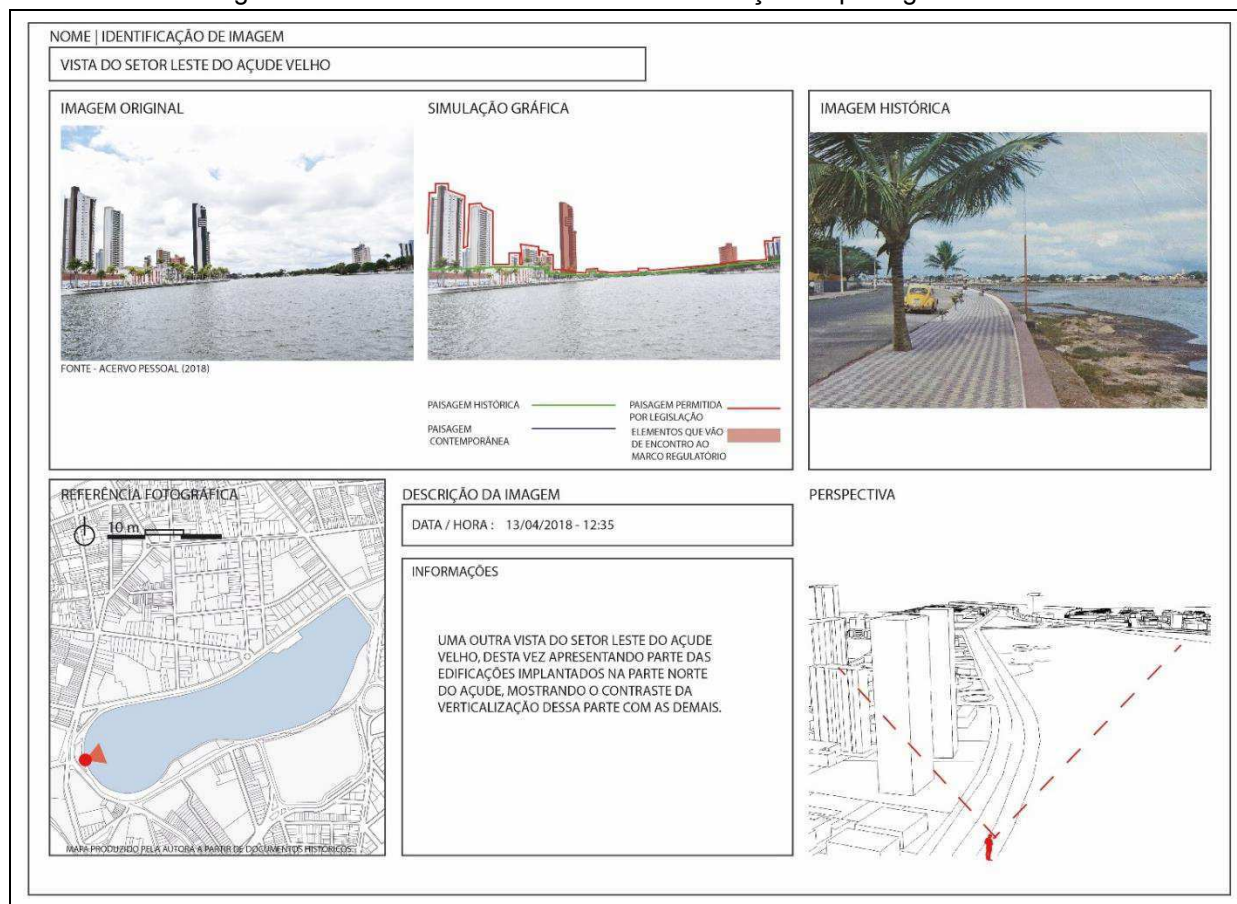 NOME | IDENTIFICAÇÃO DE IMAGEM
VISTA DO SETOR LESTE DO AÇUDE VELHO
IMAGEM ORIGINAL
SIMULAÇÃO GRÁFICA
FONTE - ACERVO PESSOAL (2018)
PAISAGEM HISTÓRICA
PAISAGEM
CONTEMPORÂNEA
PAISAGEM PERMITIDA
POR LEGISLAÇÃO
ELEMENTOS QUE VÃO
DE ENCONTRO AO
MARCO REGULATÓRIO
IMAGEM HISTÓRICA
REFERÊNCIA FOTOGRÁFICA
10 m
MAPA PRODUZIDO PELA AUTORA A PARTIR DE DOCUMENTOS HISTÓRICOS
DESCRIÇÃO DA IMAGEM
DATA / HORA : 13/04/2018 - 12:35
INFORMAÇÕES
UMA OUTRA VISTA DO SETOR LESTE DO AÇUDE
VELHO, DESTA VEZ APRESENTANDO PARTE DAS
EDIFICAÇÕES IMPLANTADOS NA PARTE NORTE
DO AÇUDE, MOSTRANDO O CONTRASTE DA
VERTICALIZAÇÃO DESSA PARTE COM AS DEMAIS.
PERSPECTIVA